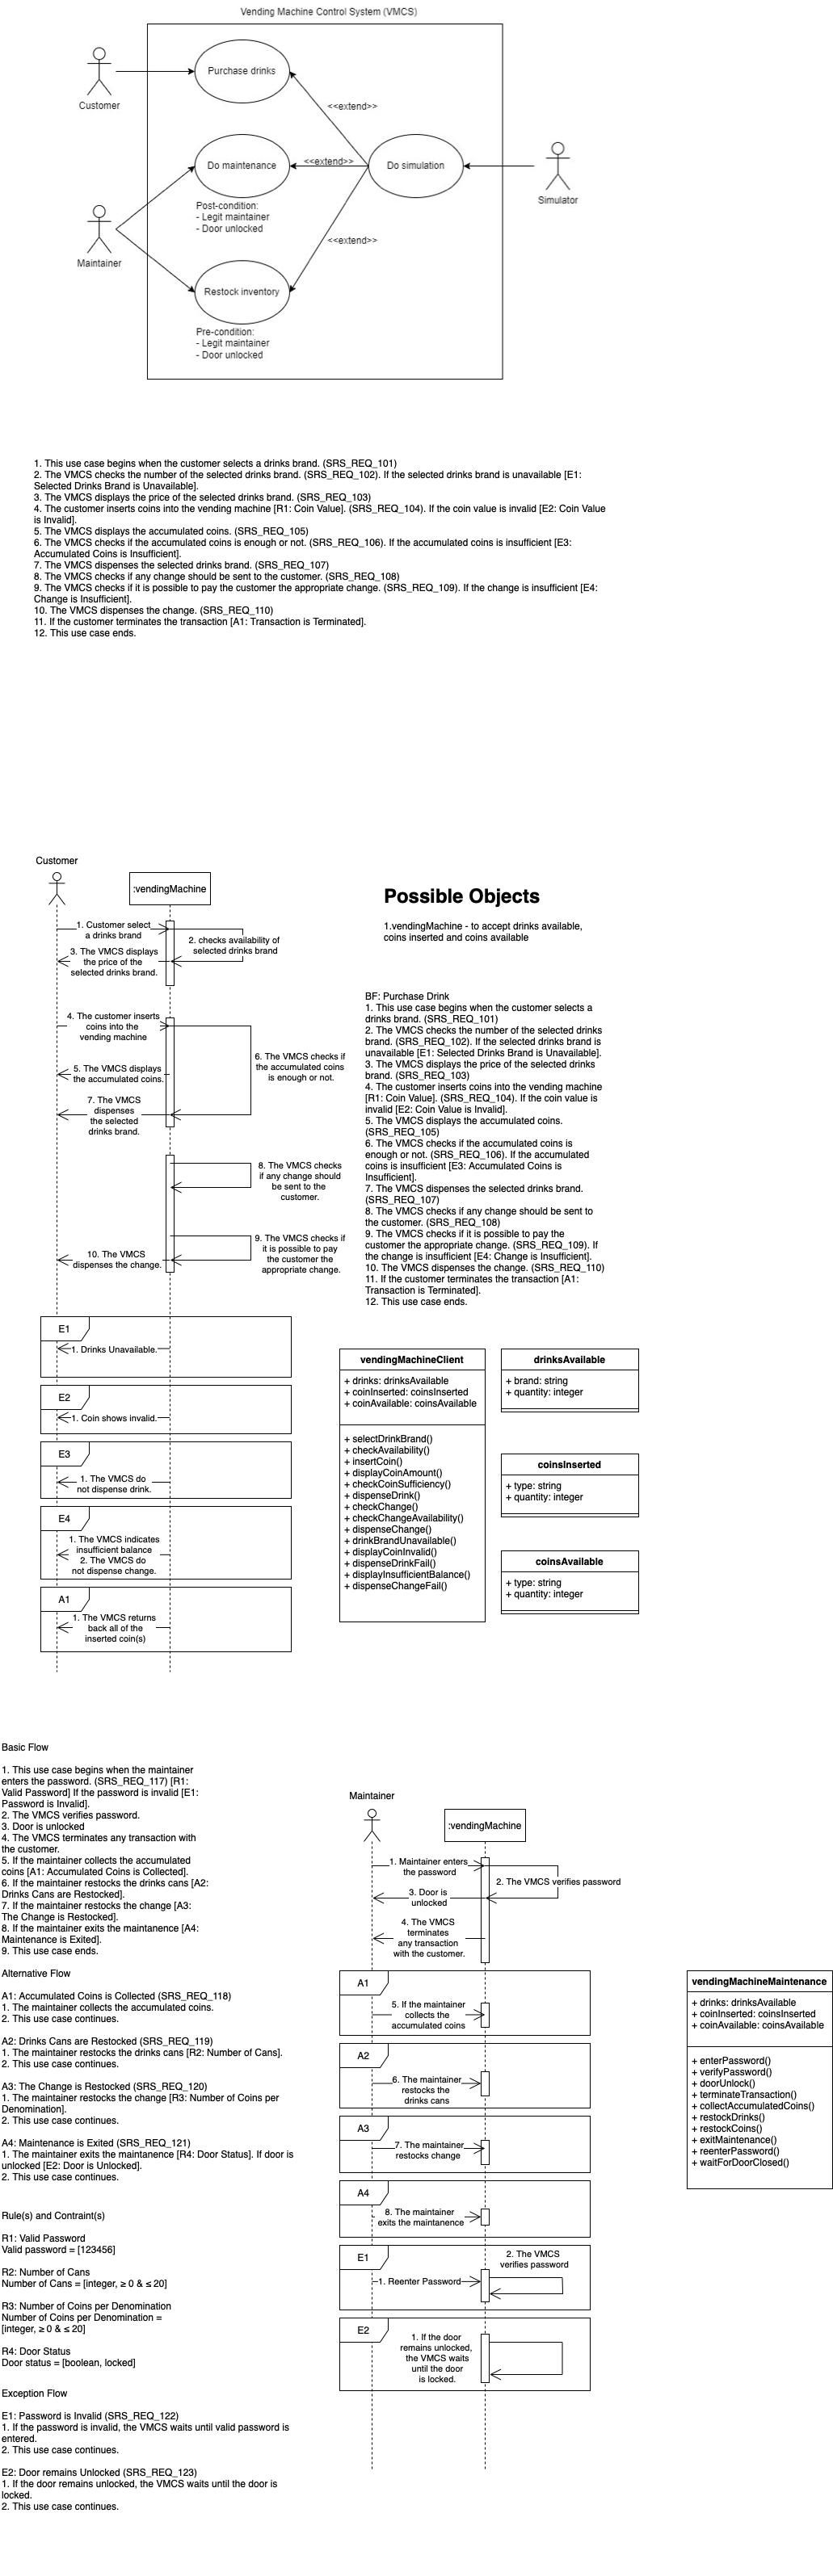 Vending Machine Control System (VMCS)
Purchase drinks
Customer
<<extend>>
Do maintenance
<<extend>>
Do simulation
Simulator
Post-condition:
- Legit maintainer
- Door unlocked
<<extend>>
Maintainer
Restock inventory
Pre-condition:
- Legit maintainer
- Door unlocked
1. This use case begins when the customer selects a drinks brand. (SRS_REQ_101)
2. The VMCS checks the number of the selected drinks brand. (SRS_REQ_102). If the selected drinks brand is unavailable [E1:
Selected Drinks Brand is Unavailable].
3. The VMCS displays the price of the selected drinks brand. (SRS_REQ_103)
4. The customer inserts coins into the vending machine [R1: Coin Value]. (SRS_REQ_104). If the coin value is invalid [E2: Coin Value
is Invalid].
5. The VMCS displays the accumulated coins. (SRS_REQ_105)
6. The VMCS checks if the accumulated coins is enough or not. (SRS_REQ_106). If the accumulated coins is insufficient [E3:
Accumulated Coins is Insufficient].
7. The VMCS dispenses the selected drinks brand. (SRS_REQ_107)
8. The VMCS checks if any change should be sent to the customer. (SRS_REQ_108)
9. The VMCS checks if it is possible to pay the customer the appropriate change. (SRS_REQ_109). If the change is insufficient [E4:
Change is Insufficient].
10. The VMCS dispenses the change. (SRS_REQ_110)
11. If the customer terminates the transaction [A1: Transaction is Terminated].
12. This use case ends.
Customer
:vendingMachine
1. Customer select
a drinks brand
2. checks availability of
selected drinks brand
3. The VMCS displays
the price of the
selected drinks brand.
4. The customer inserts
coins into the
vending machine
6. The VMCS checks if
the accumulated coins
is enough or not.
5. The VMCS displays
the accumulated coins.
7. The VMCS
dispenses
the selected
drinks brand.
8. The VMCS checks
if any change should
be sent to the
customer.
9. The VMCS checks if
it is possible to pay
the customer the
appropriate change.
10. The VMCS
dispenses the change.
E1
1. Drinks Unavailable.
E2
1. Coin shows invalid.
E3
1. The VMCS do
not dispense drink.
E4
1. The VMCS indicates
insufficient balance
2. The VMCS do
not dispense change.
A1
1. The VMCS returns
back all of the
inserted coin(s)
Possible Objects
1.vendingMachine - to accept drinks available,
coins inserted and coins available
BF: Purchase Drink
1. This use case begins when the customer selects a
drinks brand. (SRS_REQ_101)
2. The VMCS checks the number of the selected drinks
brand. (SRS_REQ_102). If the selected drinks brand is
unavailable [E1: Selected Drinks Brand is Unavailable].
3. The VMCS displays the price of the selected drinks
brand. (SRS_REQ_103)
4. The customer inserts coins into the vending machine
[R1: Coin Value]. (SRS_REQ_104). If the coin value is
invalid [E2: Coin Value is Invalid].
5. The VMCS displays the accumulated coins.
(SRS_REQ_105)
6. The VMCS checks if the accumulated coins is
enough or not. (SRS_REQ_106). If the accumulated
coins is insufficient [E3: Accumulated Coins is
Insufficient].
7. The VMCS dispenses the selected drinks brand.
(SRS_REQ_107)
8. The VMCS checks if any change should be sent to
the customer. (SRS_REQ_108)
9. The VMCS checks if it is possible to pay the
customer the appropriate change. (SRS_REQ_109). If
the change is insufficient [E4: Change is Insufficient].
10. The VMCS dispenses the change. (SRS_REQ_110)
11. If the customer terminates the transaction [A1:
Transaction is Terminated].
12. This use case ends.
vendingMachineClient
+ drinks: drinksAvailable
+ coinInserted: coinsInserted
+ coinAvailable: coinsAvailable
+ selectDrinkBrand()
+ checkAvailability()
+ insertCoin()
+ displayCoinAmount()
+ checkCoinSufficiency()
+ dispenseDrink()
+ checkChange()
+ checkChangeAvailability()
+ dispenseChange()
+ drinkBrandUnavailable()
+ displayCoinInvalid()
+ dispenseDrinkFail()
+ displayInsufficientBalance()
+ dispenseChangeFail()
drinksAvailable
+ brand: string
+ quantity: integer
coinsInserted
+ type: string
+ quantity: integer
coinsAvailable
+ type: string
+ quantity: integer
Basic Flow
1. This use case begins when the maintainer
enters the password. (SRS_REQ_117) [R1:
Valid Password] If the password is invalid [E1:
Password is Invalid].
2. The VMCS verifies password.
3. Door is unlocked
4. The VMCS terminates any transaction with
the customer.
5. If the maintainer collects the accumulated
coins [A1: Accumulated Coins is Collected].
6. If the maintainer restocks the drinks can [A2:
Drinks Cans are Restocked].
7. If the maintainer restocks the change [A3:
The Change is Restocked].
8. If the maintainer exits the maintanence [A4:
Maintenance is Exited].
9. This use case ends.
Alternative Flow
A1: Accumulated Coins is Collected (SRS_REQ_118)
1. The maintainer collects the accumulated coins.
2. This use case continues.
A2: Drinks Cans are Restocked (SRS_REQ_119)
1. The maintainer restocks the drinks cans [R2: Number of Cans].
2. This use case continues.
A3: The Change is Restocked (SRS_REQ_120)
1. The maintainer restocks the change [R3: Number of Coins per
Denomination].
2. This use case continues.
A4: Maintenance is Exited (SRS_REQ_121)
1. The maintainer exits the maintanence [R4: Door Status]. If door is
unlocked [E2: Door is Unlocked].
2. This use case continues.
Rule(s) and Contraint(s)
R1: Valid Password
Valid password = [123456]
R2: Number of Cans
Number of Cans = [integer, ≥ 0 & ≤ 20]
R3: Number of Coins per Denomination
Number of Coins per Denomination =
[integer, ≥ 0 & ≤ 20]
R4: Door Status
Door status = [boolean, locked]
Exception Flow
E1: Password is Invalid (SRS_REQ_122)
1. If the password is invalid, the VMCS waits until valid password is
entered.
2. This use case continues.
E2: Door remains Unlocked (SRS_REQ_123)
1. If the door remains unlocked, the VMCS waits until the door is
locked.
2. This use case continues.
Maintainer
:vendingMachine
1. Maintainer enters
the password
2. The VMCS verifies password
3. Door is
unlocked
4. The VMCS
terminates
any transaction
with the customer.
A1
5. If the maintainer
collects the
accumulated coins
A2
6. The maintainer
restocks the
drinks cans
A3
7. The maintainer
restocks change
A4
8. The maintainer
exits the maintanence
E1
2. The VMCS
verifies password
1. Reenter Password
E2
1. If the door
remains unlocked,
the VMCS waits
until the door
is locked.
vendingMachineMaintenance
+ drinks: drinksAvailable
+ coinInserted: coinsInserted
+ coinAvailable: coinsAvailable
+ enterPassword()
+ verifyPassword()
+ doorUnlock()
+ terminateTransaction()
+ collectAccumulatedCoins()
+ restockDrinks()
+ restockCoins()
+ exitMaintenance()
+ reenterPassword()
+ waitForDoorClosed()